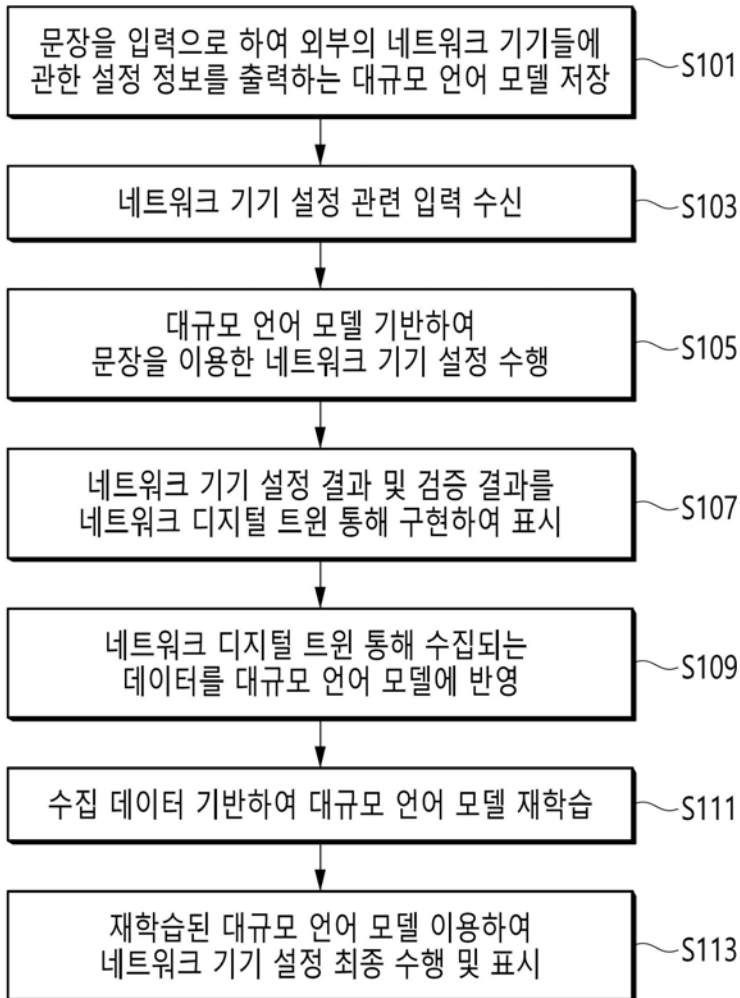 문장을 입력으로 하여 외부의 네트워크 기기들에
관한 설정 정보를 출력하는 대규모 언어 모델 저장
S101
네트워크 기기 설정 관련 입력 수신
S103
대규모 언어 모델 기반하여
문장을 이용한 네트워크 기기 설정 수행
S105
네트워크 기기 설정 결과 및 검증 결과를
네트워크 디지털 트윈 통해 구현하여 표시
S107
네트워크 디지털 트윈 통해 수집되는
데이터를 대규모 언어 모델에 반영
S109
수집 데이터 기반하여 대규모 언어 모델 재학습
S111
재학습된 대규모 언어 모델 이용하여
네트워크 기기 설정 최종 수행 및 표시
S113